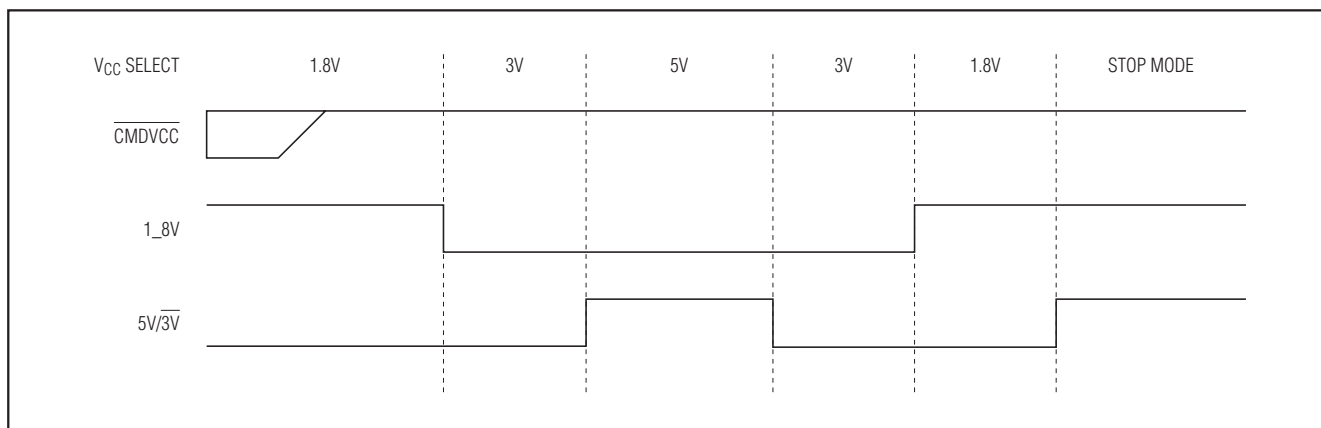 VCC SELECT 1.8V 3V 5V 3V 1.8V STOP MODE
CMDVCC
1_8V
5V/3V